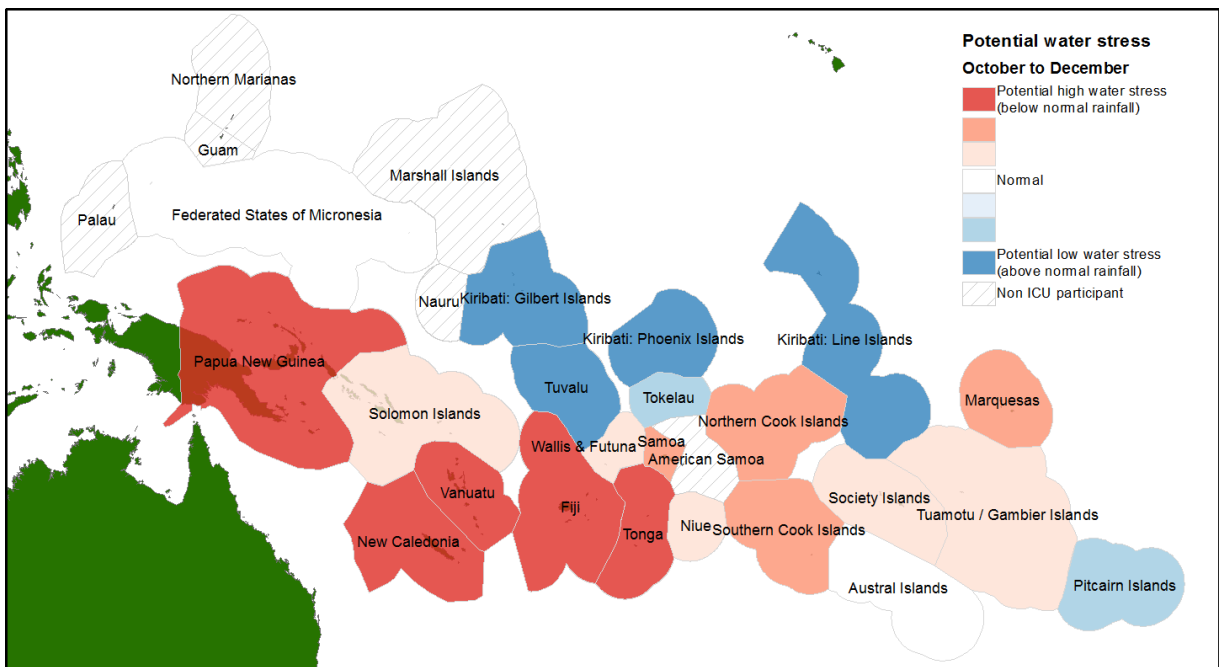 Potential water stress
October to December
Potential high water stress
(below normal rainfall)
Normal
Potential low water stress
(above normal rainfall)
Non ICU participant
Northern Marianas
Guam
Marshall Islands
Palau
Federated States of Micronesia
Nauru
Kiribati: Gilbert Islands
Kiribati: Phoenix Islands
Kiribati: Line Islands
Papua New Guinea
Tuvalu
Tokelau
Marquesas
Solomon Islands
Northern Cook Islands
Wallis & Futuna
Samoa
American Samoa
Vanuatu
Society Islands
Fiji
Tuamotu / Gambier Islands
Niue
Southern Cook Islands
Tonga
New Caledonia
Austral Islands
Pitcairn Islands